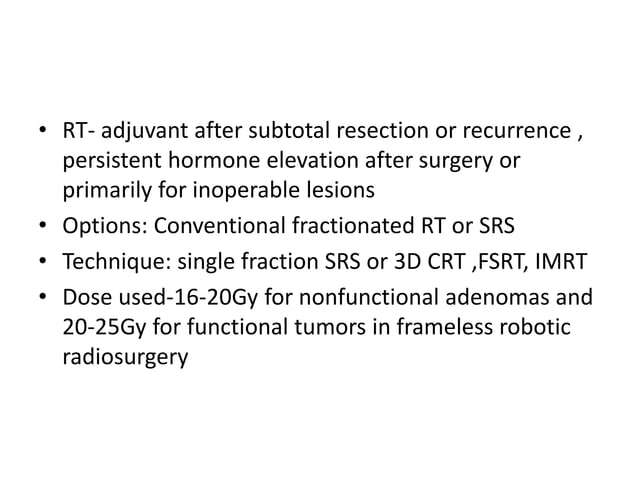 • RT- adjuvant after subtotal resection or recurrence ,
persistent hormone elevation after surgery or
primarily for inoperable lesions
• Options: Conventional fractionated RT or SRS
• Technique: single fraction SRS or 3D CRT ,FSRT, IMRT
• Dose used-16-20Gy for nonfunctional adenomas and
20-25Gy for functional tumors in frameless robotic
radiosurgery